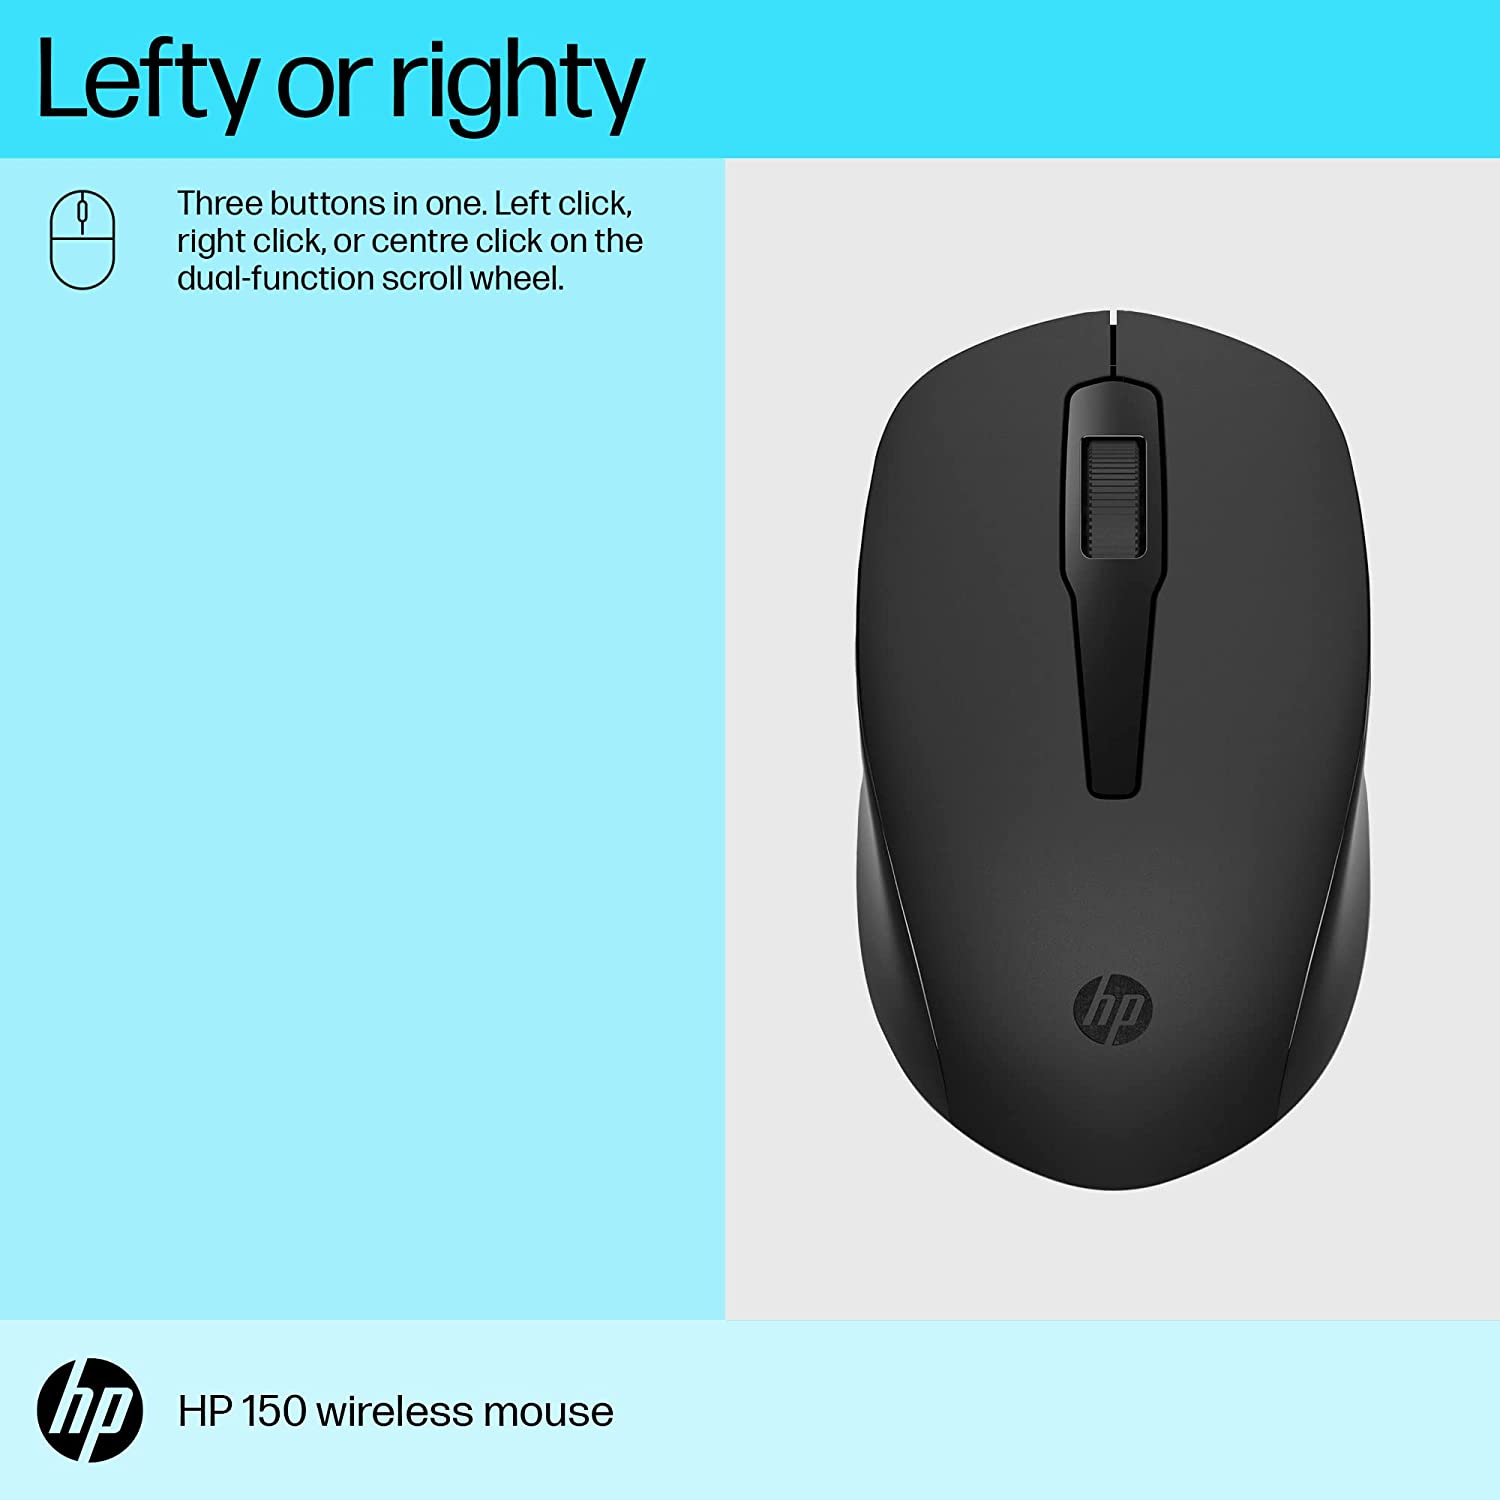 Lefty or righty
Three buttons in one. Left click,
right click, or centre click on the
dual-function scroll wheel.
hp
hp
HP 150 wireless mouse